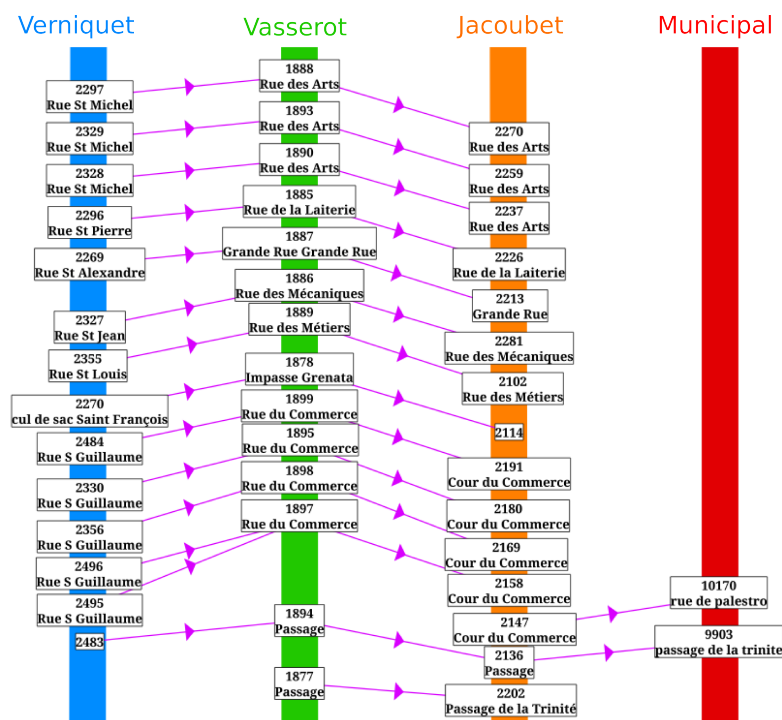 Verniquet
Vasserot
Jacoubet
Municipal
2297
Rue St Michel
2329
Rue St Michel
2328
Rue St Michel
2296
Rue St Pierre
2269
Rue St Alexandre
2327
Rue St Jean
2355
Rue St Louis
2270
cul de sac Saint François
2484
Rue S Guillaume
2330
Rue S Guillaume
2356
Rue S Guillaume
2496
Rue S Guillaume
2495
Rue S Guillaume
2483
1888
Rue des Arts
1893
Rue des Arts
1890
Rue des Arts
1885
Rue de la Laiterie
1887
Grande Rue Grande Rue
1886
Rue des Mécaniques
1889
Rue des Métiers
1878
Impasse Grenata
1899
Rue du Commerce
1895
Rue du Commerce
1898
Rue du Commerce
1897
Rue du Commerce
1894
Passage
1877
Passage
2270
Rue des Arts
2259
Rue des Arts
2237
Rue des Arts
2226
Rue de la Laiterie
2213
Grande Rue
2281
Rue des Mécaniques
2102
Rue des Métiers
2114
2191
Cour du Commerce
2180
Cour du Commerce
2169
Cour du Commerce
2158
Cour du Commerce
2147
Cour du Commerce
2136
Passage
2202
Passage de la Trinité
10170
rue de palestro
9903
passage de la trinite